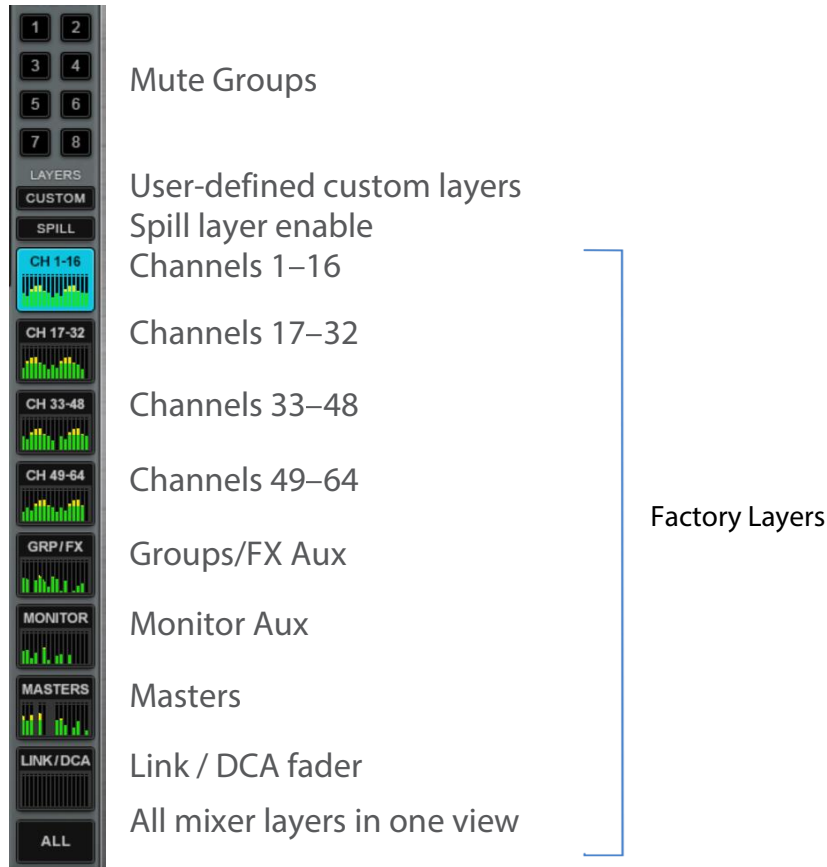 1 2
3 4
Mute Groups
5 6
7 8
LAYERS
CUSTOM User-defined custom layers
SPILL Spill layer enable
CH 1-16 Channels 1–16
CH 17-32 Channels 17–32
CH 33-48 Channels 33–48
CH 49-64 Channels 49–64
Factory Layers
GRP/FX Groups/FX Aux
MONITOR Monitor Aux
MASTERS Masters
LINK/DCA Link / DCA fader
ALL All mixer layers in one view